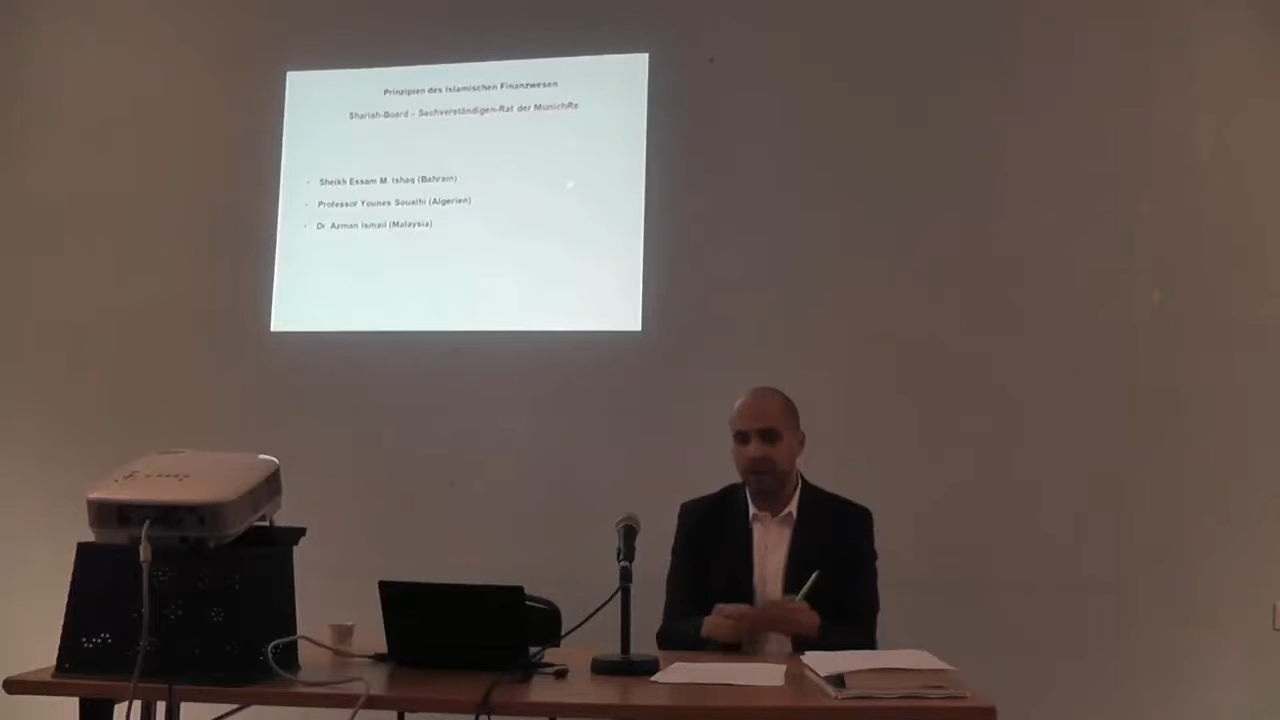 Prinzipien des Islamischen Finanzwesen
Shariah-Board – Sachverständigen-Rat der MunichRe
- Sheikh Essam M. Ishaq (Bahrain)
- Professor Younes Soualhi (Algerien)
- Dr. Azman Ismail (Malaysia)